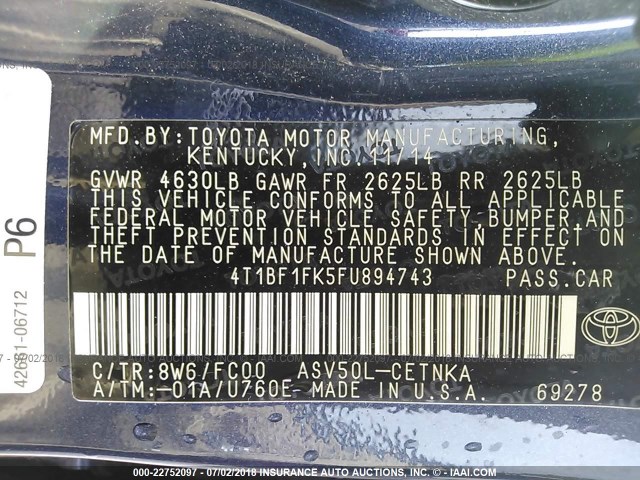 MFD. BY: TOYOTA MOTOR MANUFACTURING,
KENTUCKY, INC. 11/14
GVWR 4630LB GAWR FR 2625LB RR 2625LB
THIS VEHICLE CONFORMS TO ALL APPLICABLE
FEDERAL MOTOR VEHICLE SAFETY, BUMPER, AND
THEFT PREVENTION STANDARDS IN EFFECT ON
THE DATE OF MANUFACTURE SHOWN ABOVE.
4T1BF1FK5FU894743 PASS.CAR
C/TR:8W6/FC00 ASV50L-CETNKA
A/TM:-01A/U760E- MADE IN U.S.A. 69278
TOYOTA
P6
06712
000-22752097 - 07/02/2018 - INSURANCE AUTO AUCTIONS - © - IAAI.COM